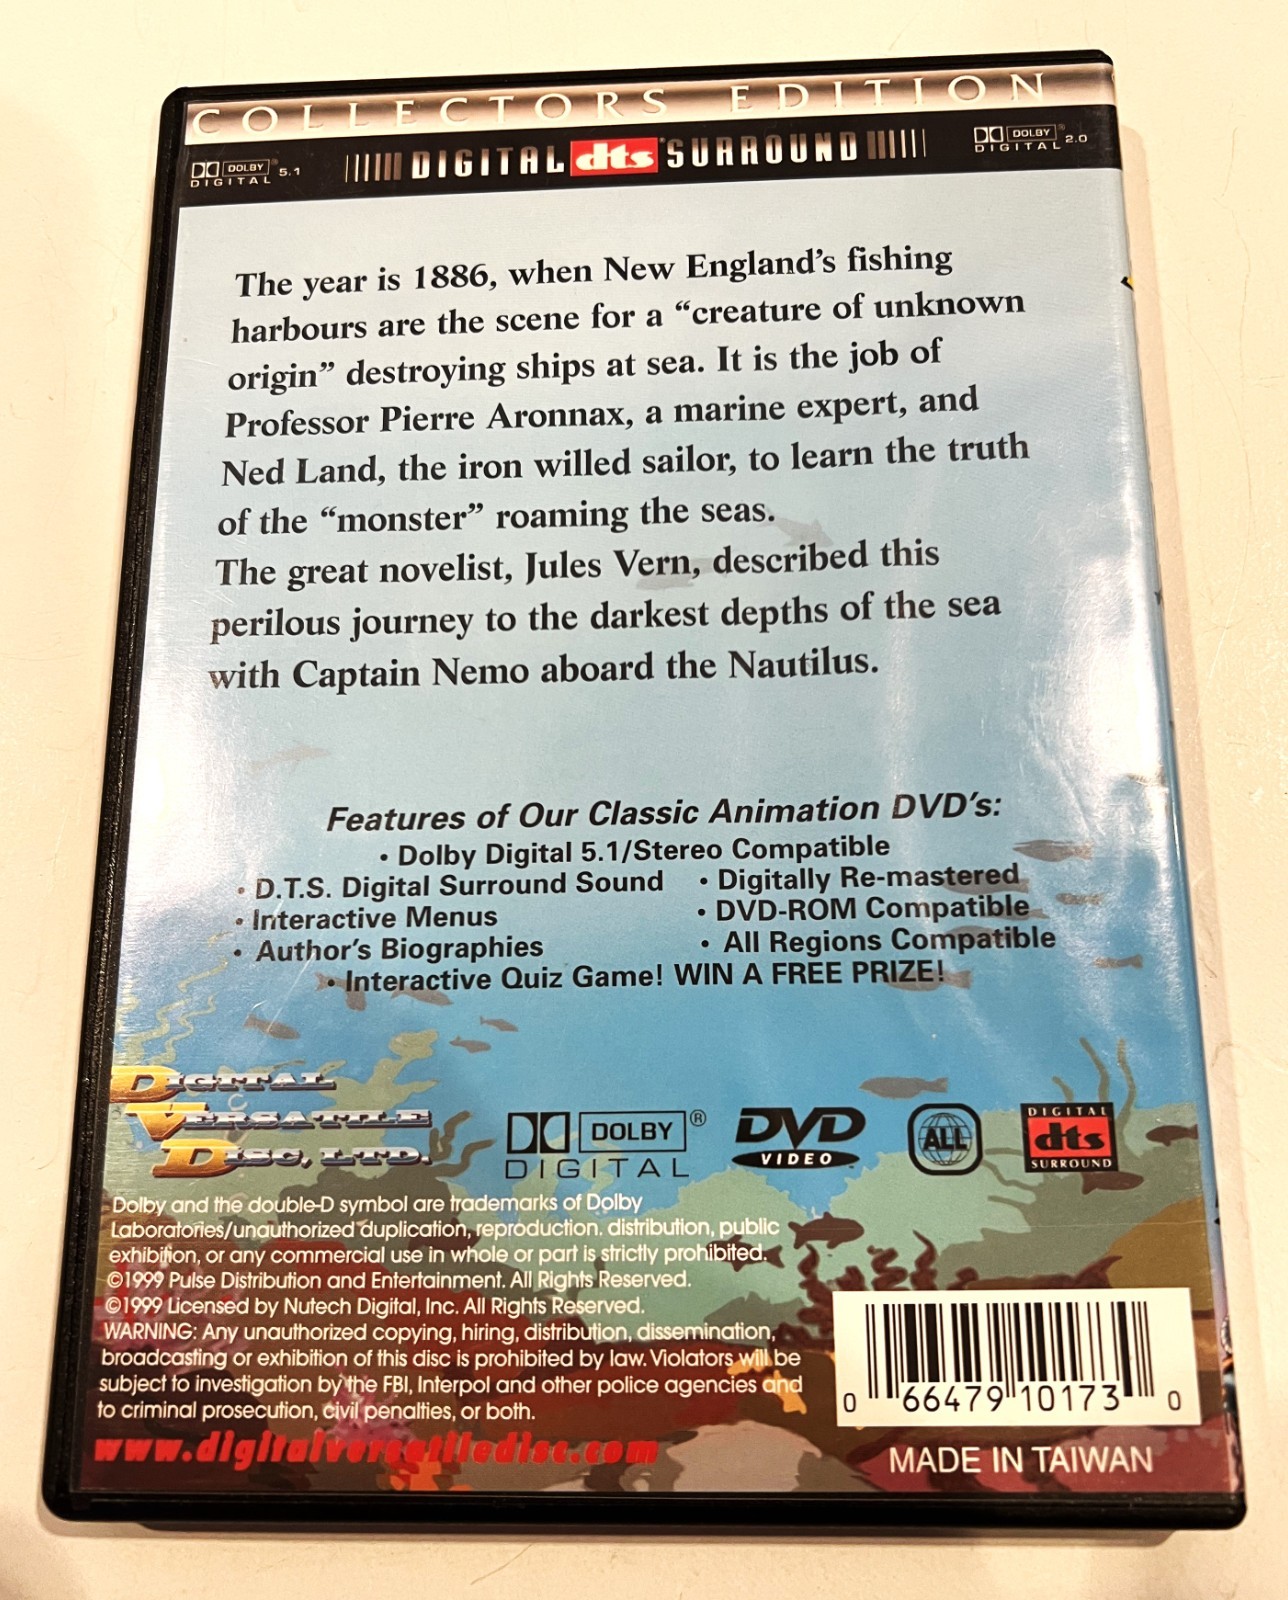 COLLECTORS EDITION
DOLBY DIGITAL 5.1
DIGITAL dts SURROUND
DOLBY DIGITAL 2.0
The year is 1886, when New England's fishing
harbours are the scene for a “creature of unknown
origin” destroying ships at sea. It is the job of
Professor Pierre Aronnax, a marine expert, and
Ned Land, the iron willed sailor, to learn the truth
of the “monster” roaming the seas.
The great novelist, Jules Vern, described this
perilous journey to the darkest depths of the sea
with Captain Nemo aboard the Nautilus.
Features of Our Classic Animation DVD's:
• Dolby Digital 5.1/Stereo Compatible
• D.T.S. Digital Surround Sound • Digitally Re-mastered
• Interactive Menus • DVD-ROM Compatible
• Author's Biographies • All Regions Compatible
• Interactive Quiz Game! WIN A FREE PRIZE!
DIGITAL
VERSATILE
DISC, LTD.
DOLBY®
DIGITAL
DVD
VIDEO
ALL
DIGITAL
dts
SURROUND
Dolby and the double-D symbol are trademarks of Dolby
Laboratories/unauthorized duplication, reproduction. distribution, public
exhibition, or any commercial use in whole or part is strictly prohibited.
©1999 Pulse Distribution and Entertainment. All Rights Reserved.
©1999 Licensed by Nutech Digital, Inc. All Rights Reserved.
WARNING: Any unauthorized copying, hiring, distribution, dissemination,
broadcasting or exhibition of this disc is prohibited by law. Violators will be
subject to investigation by the FBI, Interpol and other police agencies and
to criminal prosecution, civil penalties, or both.
www.digitalversatiledisc.com
0 66479 10173 0
MADE IN TAIWAN